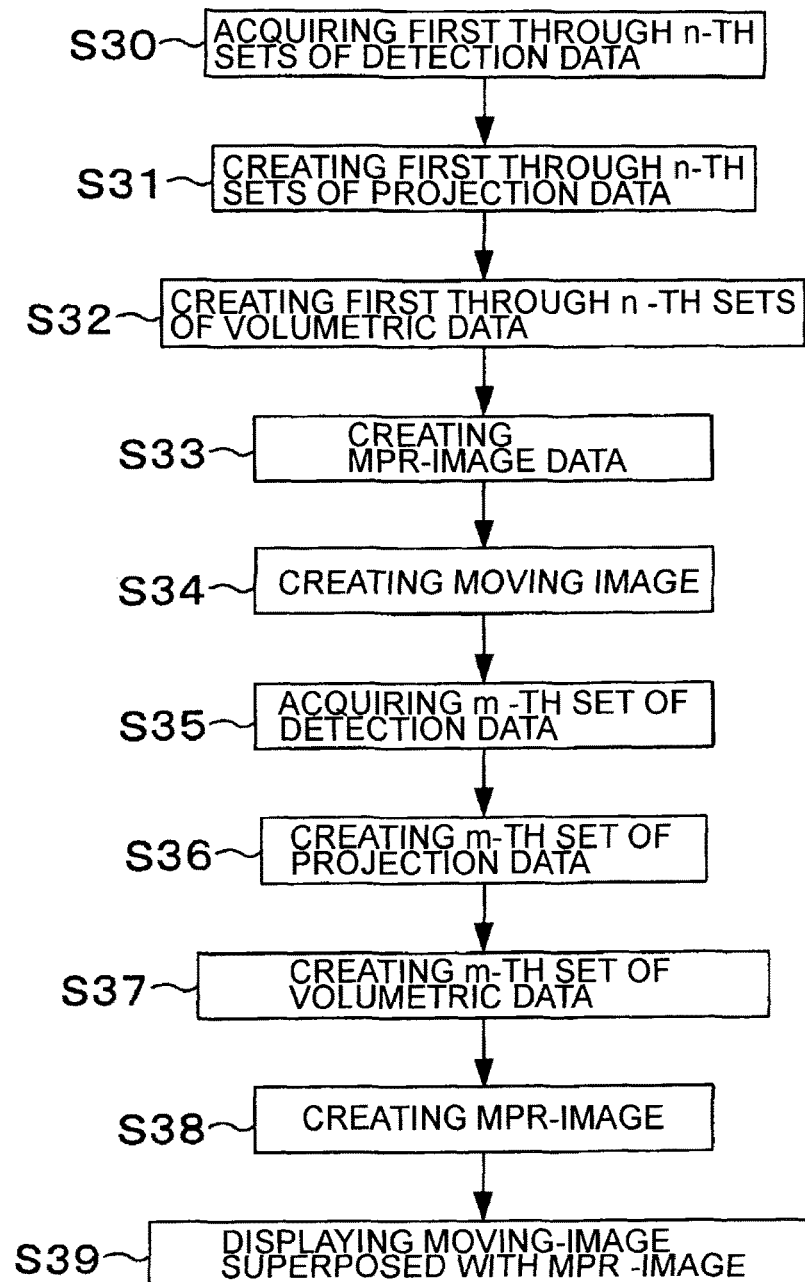 S30
ACQUIRING FIRST THROUGH n-TH
SETS OF DETECTION DATA
S31
CREATING FIRST THROUGH n-TH
SETS OF PROJECTION DATA
S32
CREATING FIRST THROUGH n -TH SETS
OF VOLUMETRIC DATA
S33
CREATING
MPR-IMAGE DATA
S34
CREATING MOVING IMAGE
S35
ACQUIRING m -TH SET OF
DETECTION DATA
S36
CREATING m-TH SET OF
PROJECTION DATA
S37
CREATING m-TH SET OF
VOLUMETRIC DATA
S38
CREATING MPR-IMAGE
S39
DISPLAYING MOVING-IMAGE
SUPERPOSED WITH MPR -IMAGE